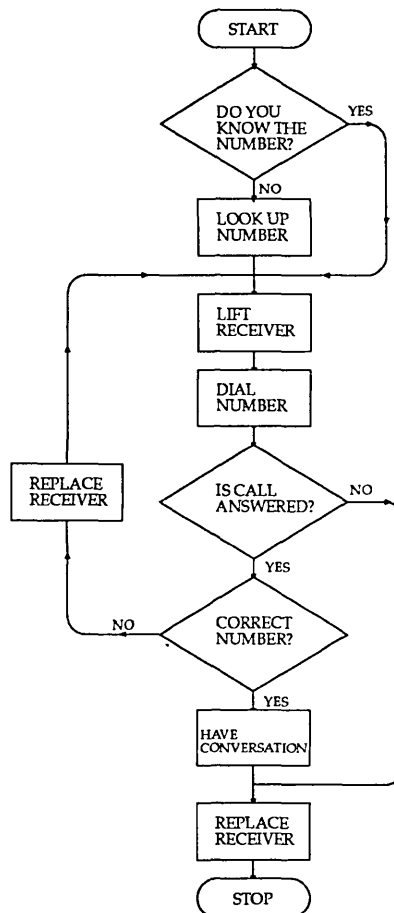 START
DO YOU
KNOW THE
NUMBER?
YES
NO
LOOK UP
NUMBER
LIFT
RECEIVER
DIAL
NUMBER
IS CALL
ANSWERED?
NO
REPLACE
RECEIVER
YES
CORRECT
NUMBER?
NO
YES
HAVE
CONVERSATION
REPLACE
RECEIVER
STOP